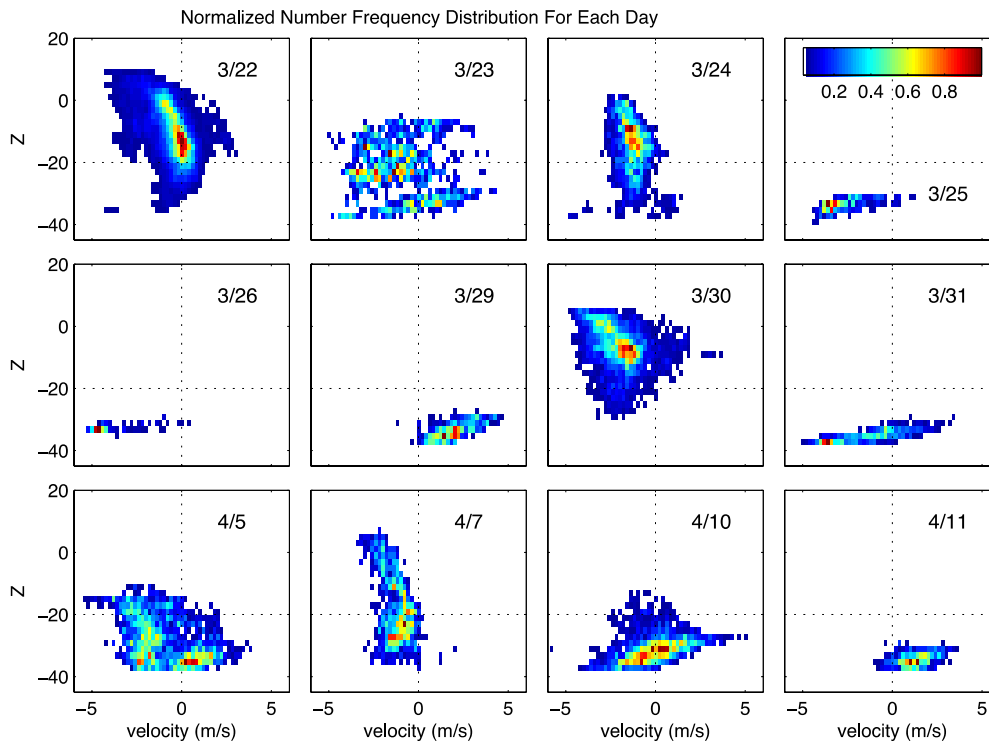 Normalized Number Frequency Distribution For Each Day
20
0
−20
−40
Z
3/22
3/23
3/24
0.2 0.4 0.6 0.8
3/25
20
0
−20
−40
Z
3/26
3/29
3/30
3/31
20
0
−20
−40
Z
4/5
4/7
4/10
4/11
−5 0 5
−5 0 5
−5 0 5
−5 0 5
velocity (m/s)
velocity (m/s)
velocity (m/s)
velocity (m/s)